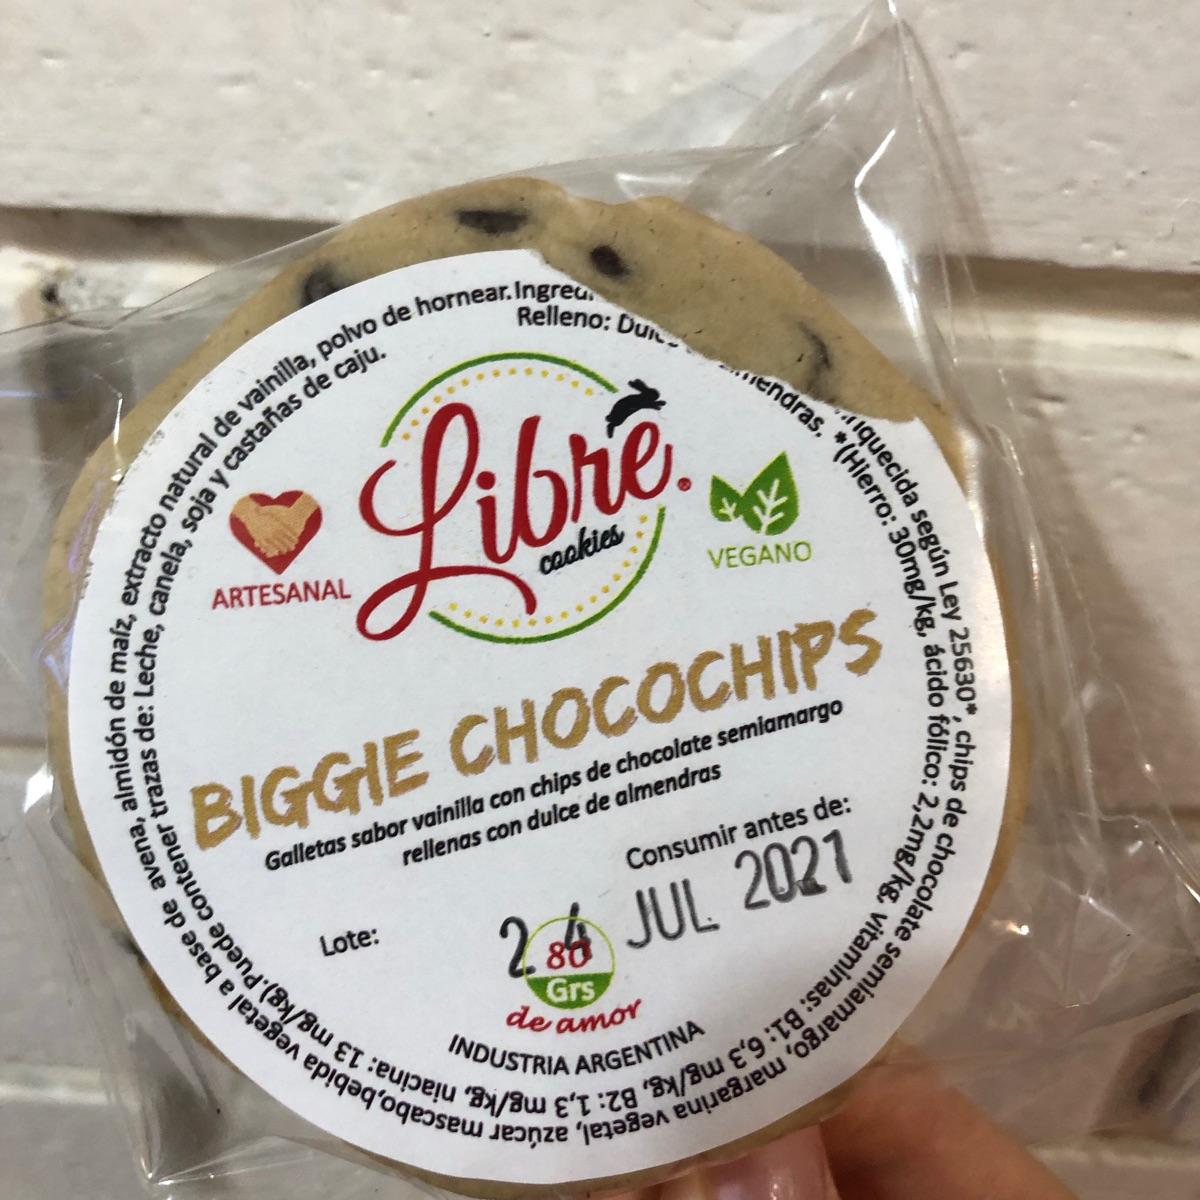 Libre
cookies
ARTESANAL
VEGANO
BIGGIE CHOCOCHIPS
Galletas sabor vainilla con chips de chocolate semiamargo
rellenas con dulce de almendras
Consumir antes de:
24 JUL 2021
Lote:
80
Grs
de amor
INDUSTRIA ARGENTINA
según Ley 25630*, chips de chocolate semiamargo, margarina vegetal, azúcar mascabo,bebida vegetal a base de avena, almidón de maíz, extracto natural de vainilla, polvo de hornear.
Relleno:
*(Hierro: 30mg/kg, ácido fólico: 2,2mg/kg, vitaminas: B1: 6,3 mg/kg, B2: 1,3 mg/kg, niacina: 13 mg/kg).Puede contener trazas de: Leche, canela, soja y castañas de caju.